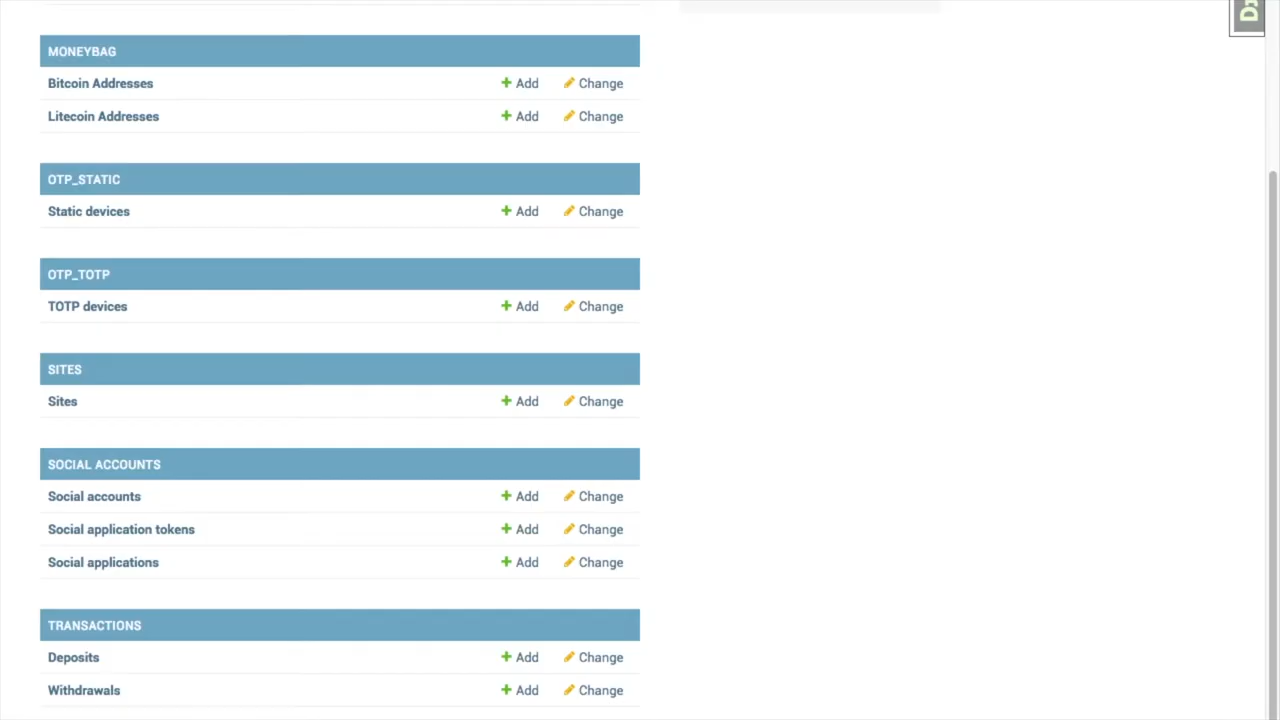 MONEYBAG
Bitcoin Addresses + Add Change
Litecoin Addresses + Add Change
OTP_STATIC
Static devices + Add Change
OTP_TOTP
TOTP devices + Add Change
SITES
Sites + Add Change
SOCIAL ACCOUNTS
Social accounts + Add Change
Social application tokens + Add Change
Social applications + Add Change
TRANSACTIONS
Deposits + Add Change
Withdrawals + Add Change